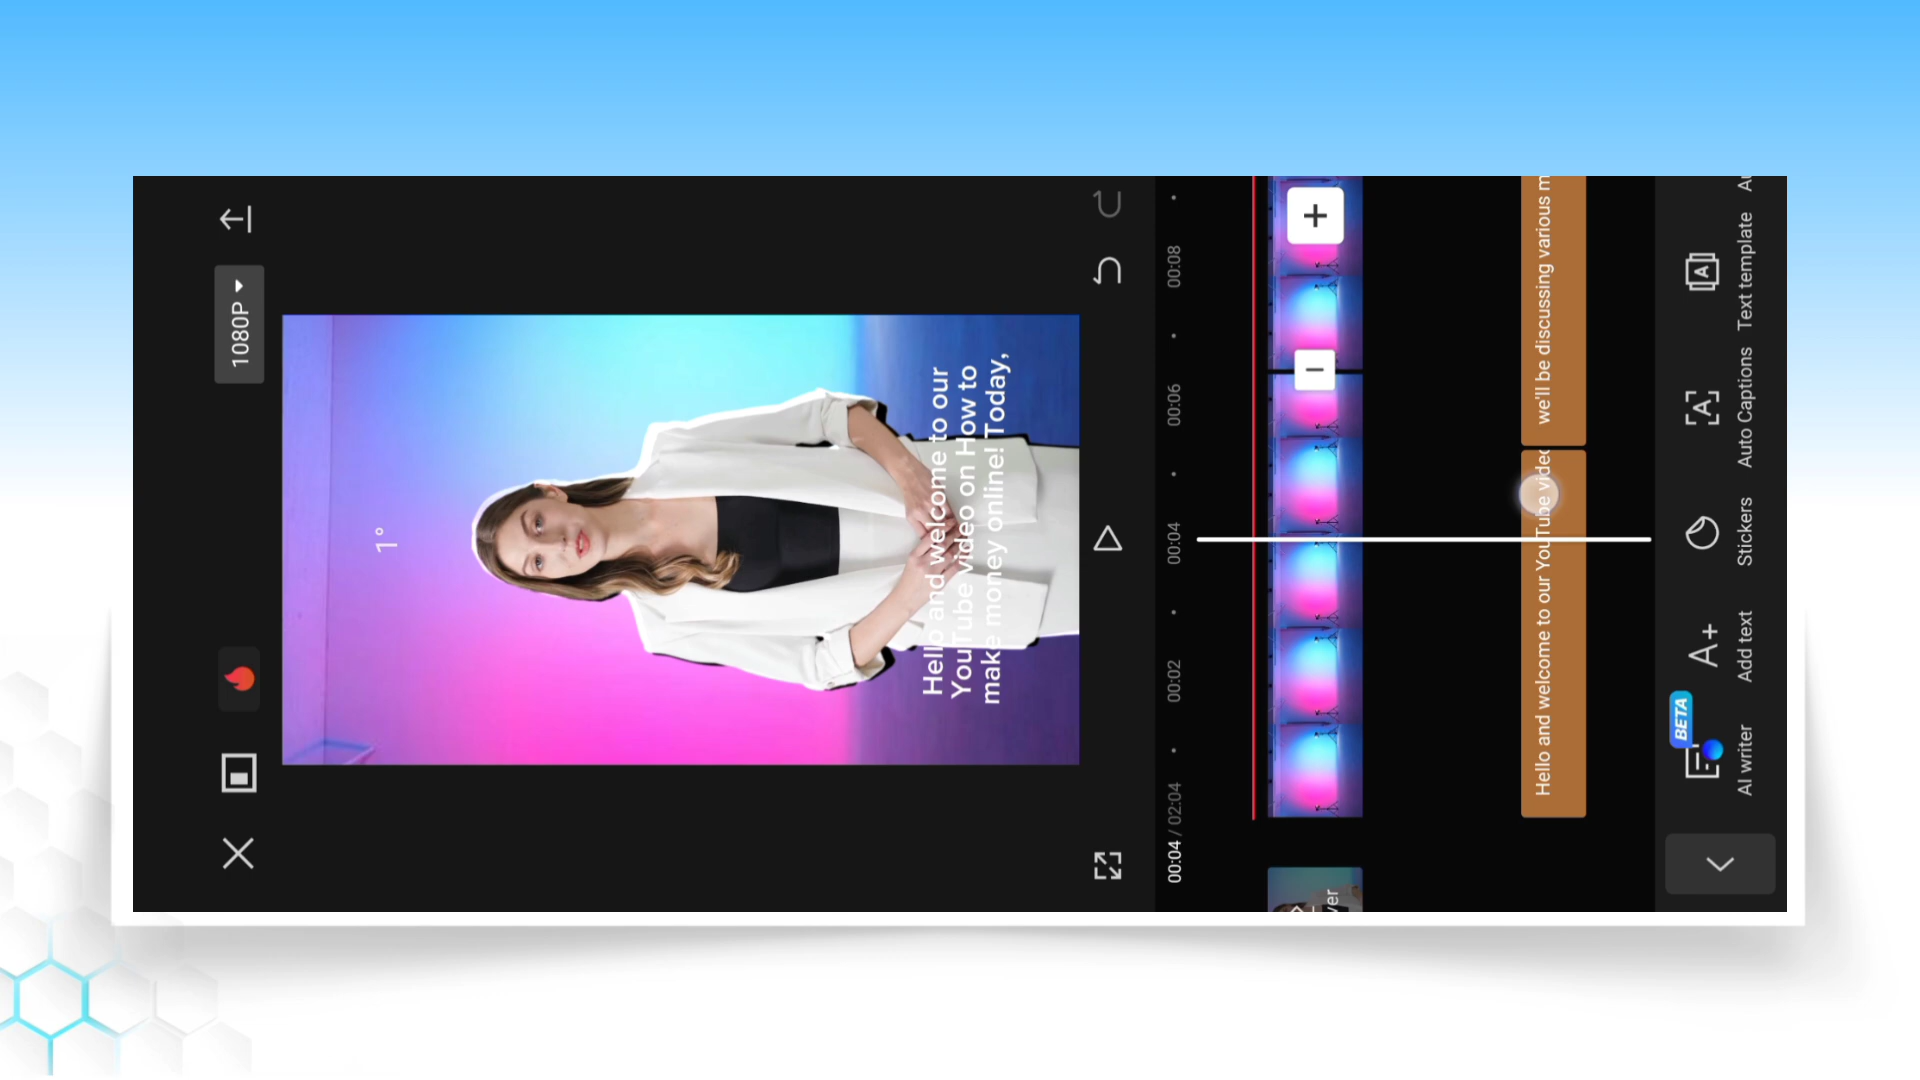 1080P
1°
Hello and welcome to our
YouTube video on How to
make money online! Today,
00:04 / 02:04
00:02
00:04
00:06
00:08
Hello and welcome to our YouTube video
we'll be discussing various m
BETA
AI writer
Add text
Stickers
Auto Captions
Text template